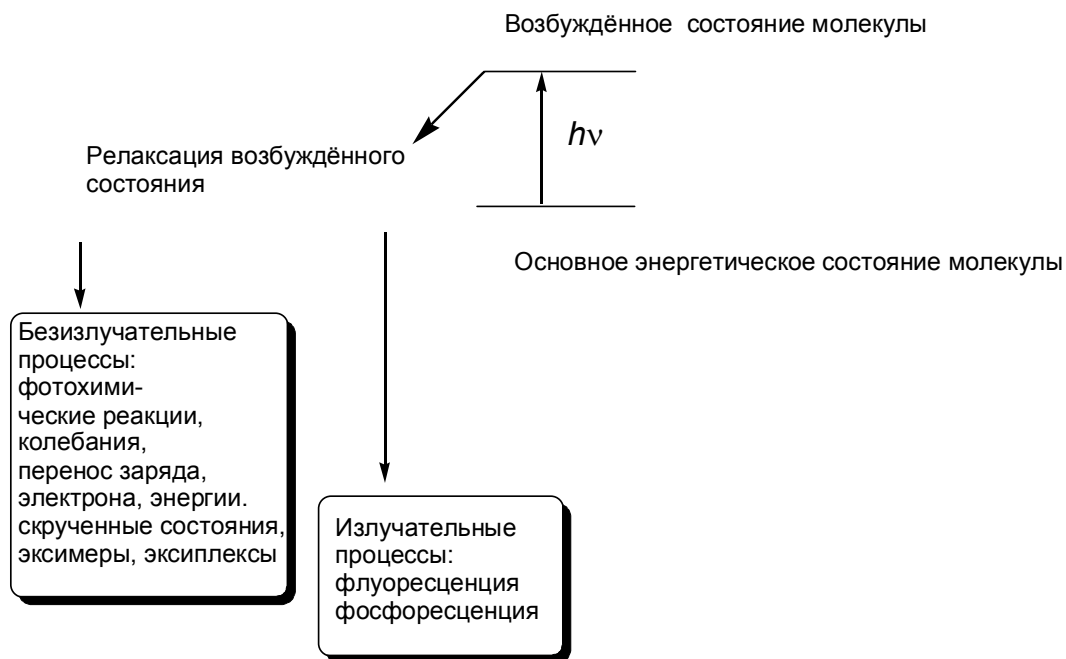 Возбуждённое состояние молекулы
hν
Релаксация возбуждённого
состояния
Основное энергетическое состояние молекулы
Безизлучательные
процессы:
фотохими-
ческие реакции,
колебания,
перенос заряда,
электрона, энергии.
скрученные состояния,
эксимеры, эксиплексы
Излучательные
процессы:
флуоресценция
фосфоресценция